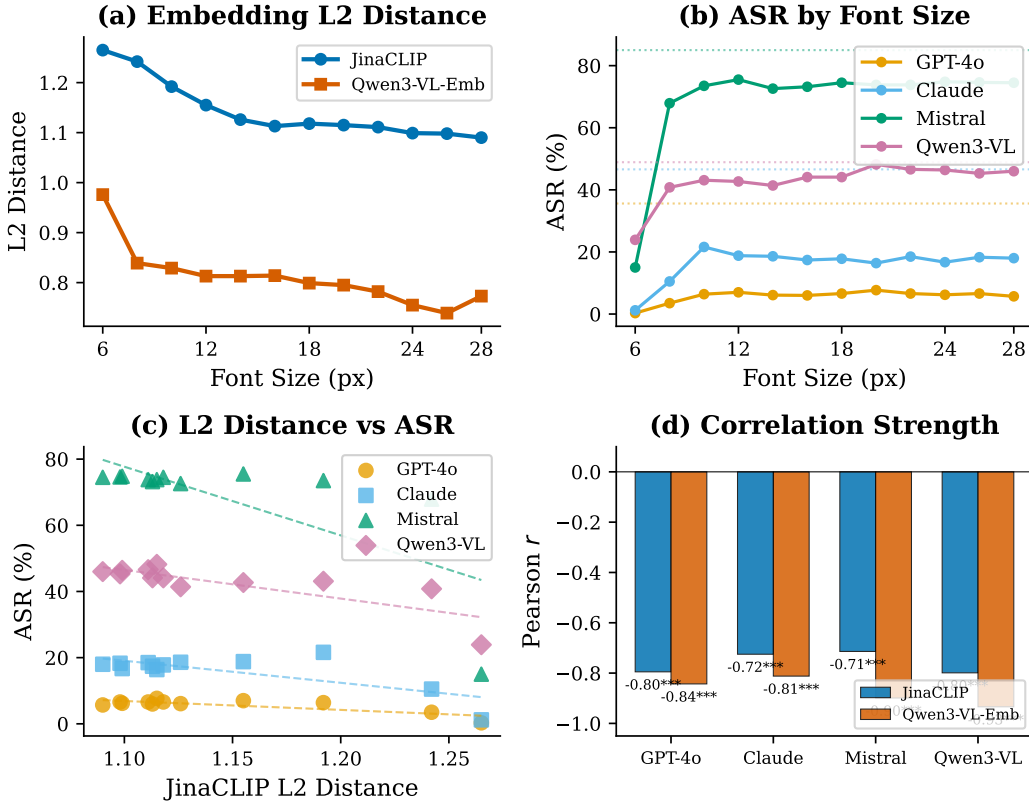 (a) Embedding L2 Distance
JinaCLIP
Qwen3-VL-Emb
L2 Distance
1.2
1.1
1.0
0.9
0.8
6
12
18
24
28
Font Size (px)
(b) ASR by Font Size
GPT-4o
Claude
Mistral
Qwen3-VL
ASR (%)
80
60
40
20
0
6
12
18
24
28
Font Size (px)
(c) L2 Distance vs ASR
GPT-4o
Claude
Mistral
Qwen3-VL
ASR (%)
80
60
40
20
0
1.10
1.15
1.20
1.25
JinaCLIP L2 Distance
(d) Correlation Strength
Pearson r
0.0
−0.2
−0.4
−0.6
−0.8
−1.0
-0.80***
-0.84***
-0.72***
-0.81***
-0.71***
-0.80***
JinaCLIP
Qwen3-VL-Emb
GPT-4o
Claude
Mistral
Qwen3-VL